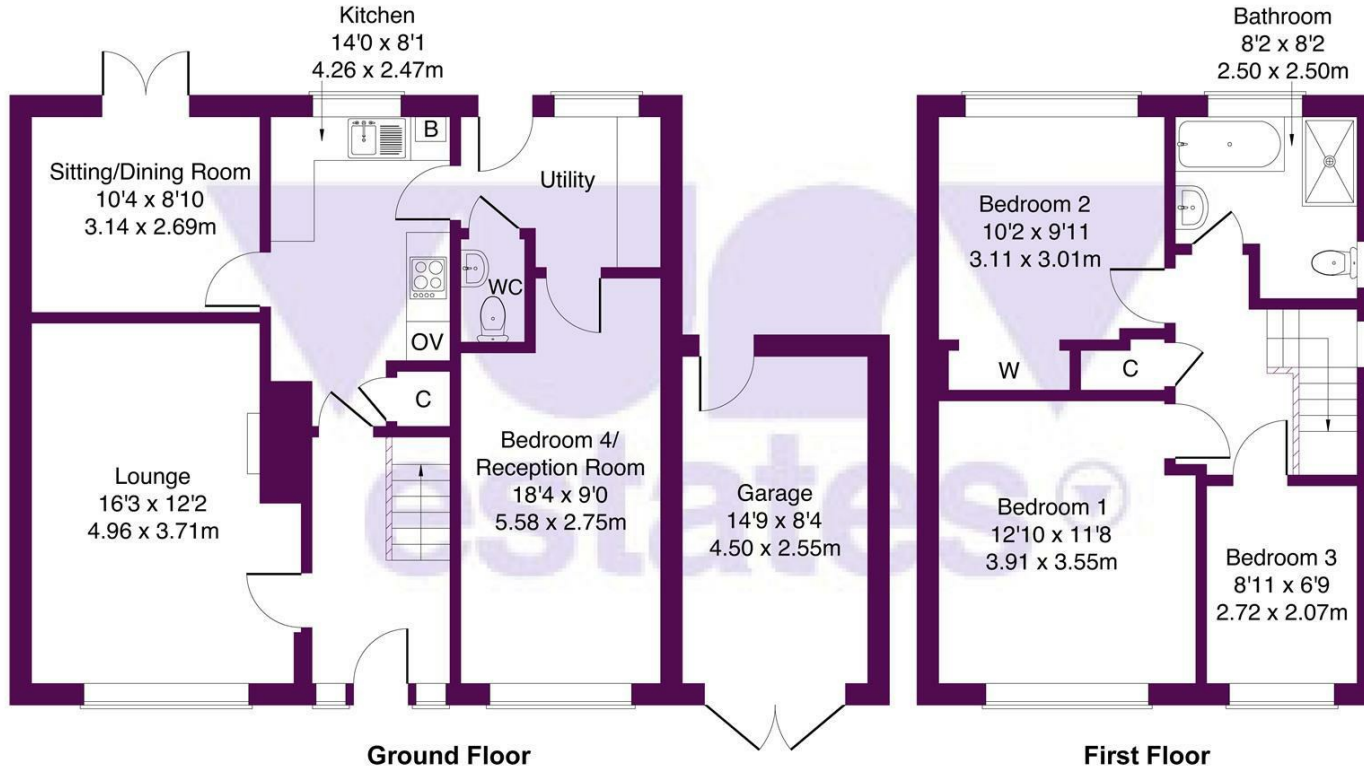 Kitchen
14'0 x 8'1
4.26 x 2.47m
B
Sitting/Dining Room
10'4 x 8'10
3.14 x 2.69m
Utility
WC
OV
C
Lounge
16'3 x 12'2
4.96 x 3.71m
Bedroom 4/
Reception Room
18'4 x 9'0
5.58 x 2.75m
Garage
14'9 x 8'4
4.50 x 2.55m
Ground Floor
Bathroom
8'2 x 8'2
2.50 x 2.50m
Bedroom 2
10'2 x 9'11
3.11 x 3.01m
W
C
Bedroom 1
12'10 x 11'8
3.91 x 3.55m
Bedroom 3
8'11 x 6'9
2.72 x 2.07m
First Floor
estates